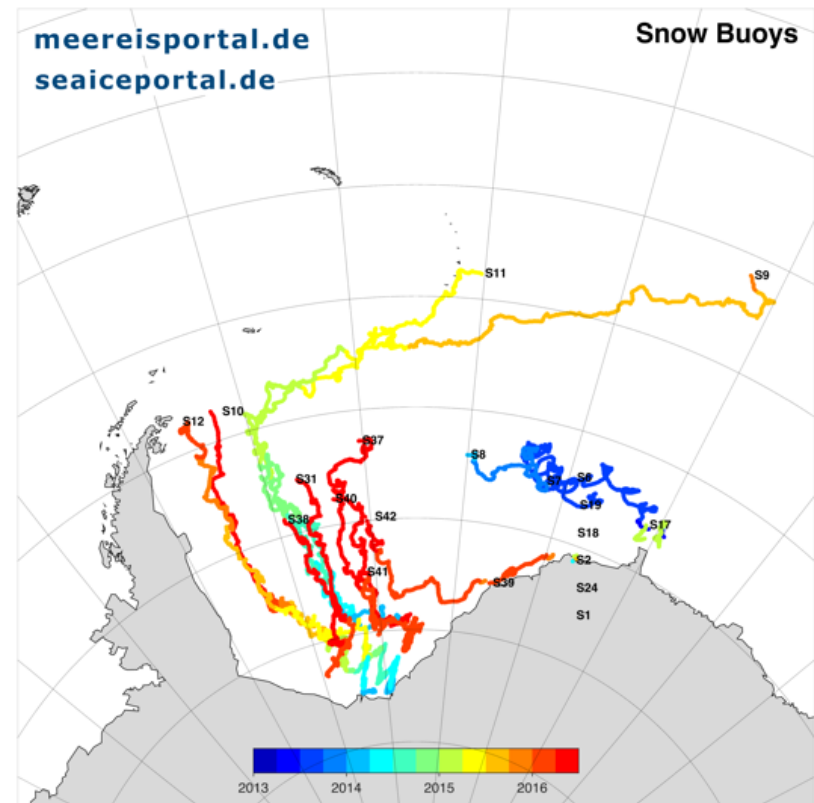 meereisportal.de
seaiceportal.de
Snow Buoys
S11
S9
S12
S10
S37
S8
S31
S7
S6
S40
S19
S38
S42
S17
S18
S2
S41
S39
S24
S1
2013 2014 2015 2016